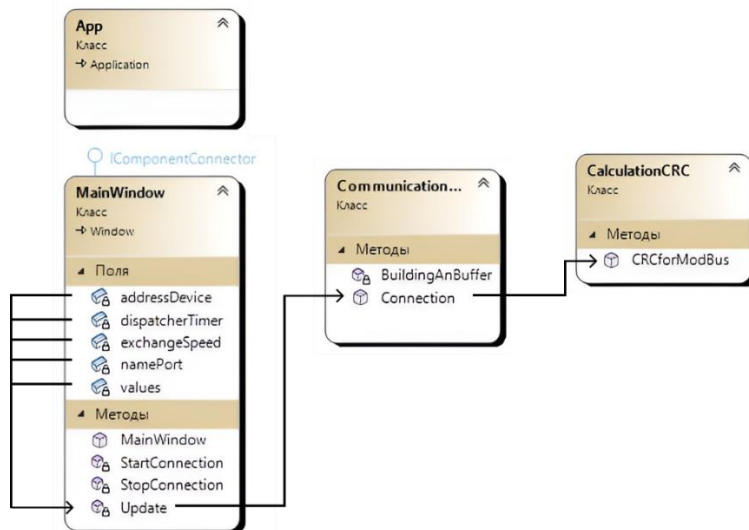 App
Класс
Application
IComponentConnector
MainWindow
Класс
Window
Поля
addressDevice
dispatcherTimer
exchangeSpeed
namePort
values
Методы
MainWindow
StartConnection
StopConnection
Update
Communication...
Класс
Методы
BuildingAnBuffer
Connection
CalculationCRC
Класс
Методы
CRCforModBus